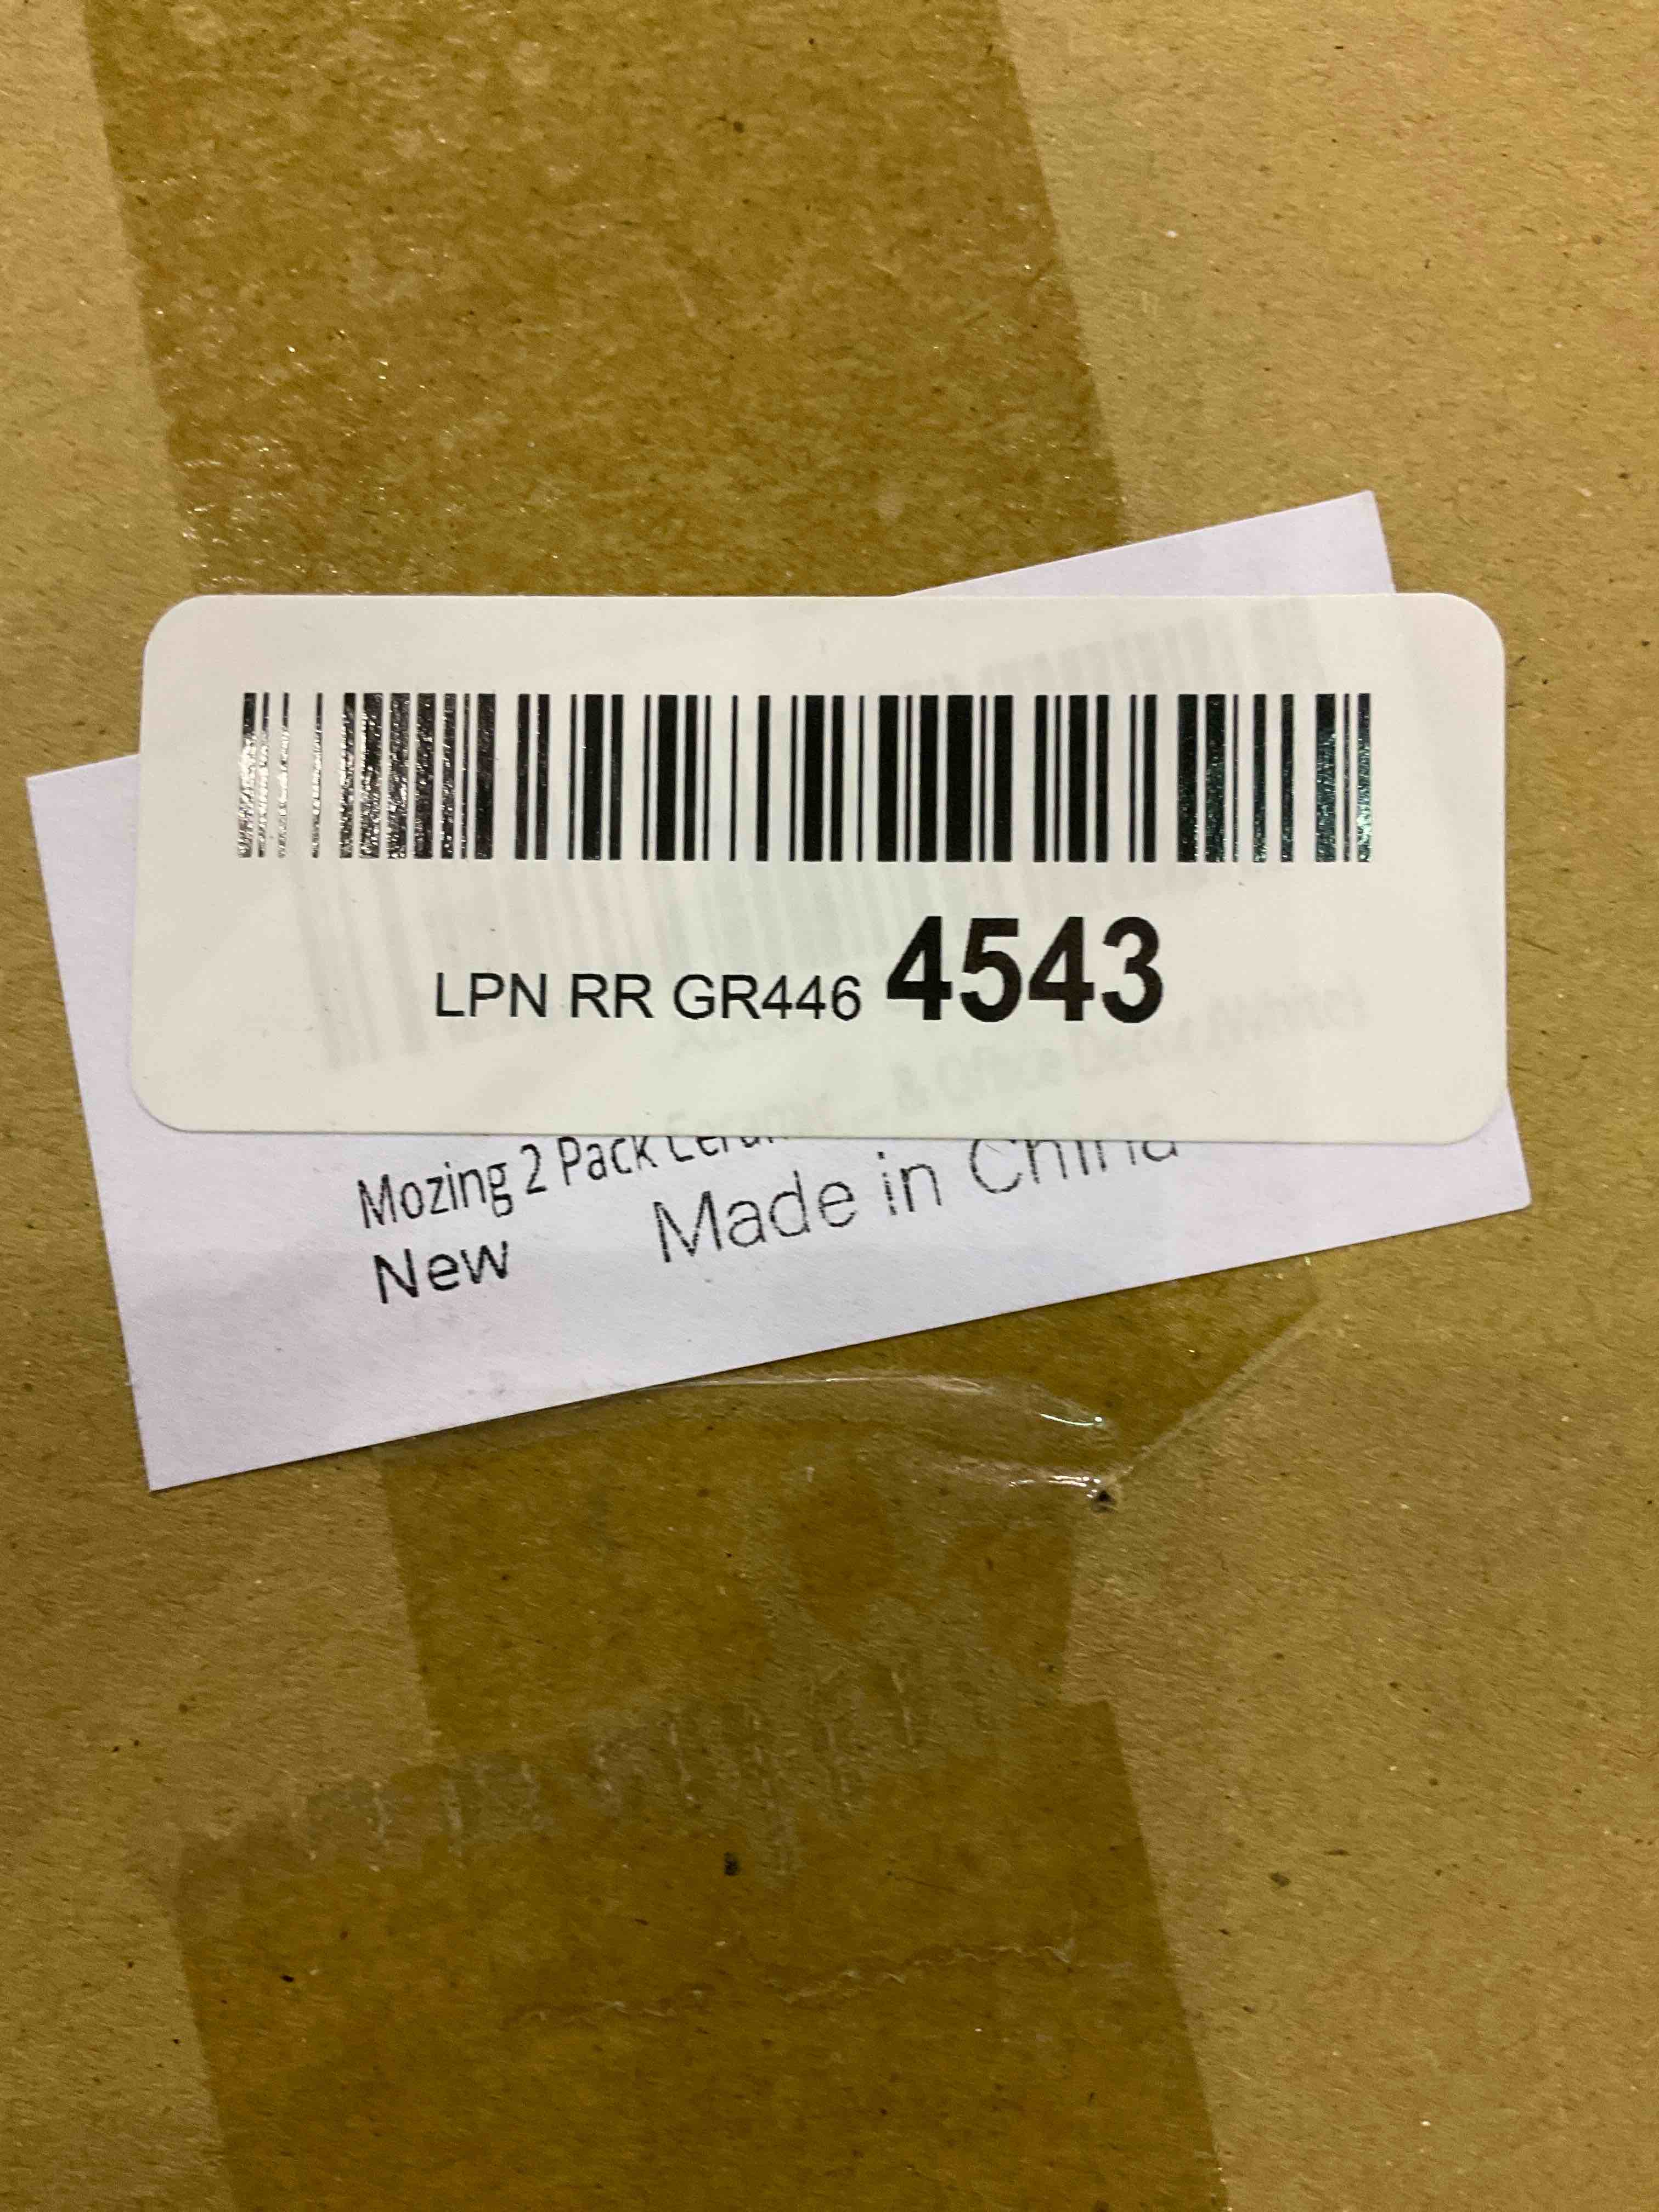 LPN RR GR446 4543
Mozing 2 Pack
New Made in China